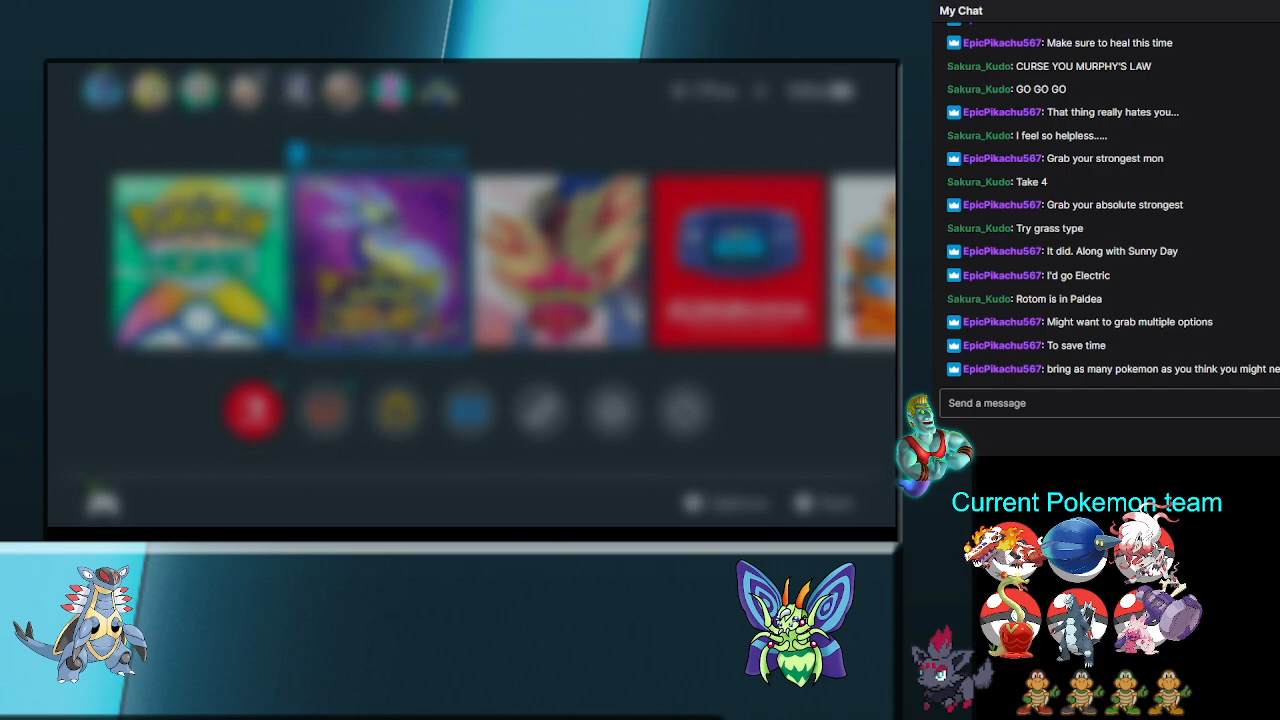 My Chat
EpicPikachu567: Make sure to heal this time
Sakura_Kudo: CURSE YOU MURPHY'S LAW
Sakura_Kudo: GO GO GO
EpicPikachu567: That thing really hates you...
Sakura_Kudo: I feel so helpless.....
EpicPikachu567: Grab your strongest mon
Sakura_Kudo: Take 4
EpicPikachu567: Grab your absolute strongest
Sakura_Kudo: Try grass type
EpicPikachu567: It did. Along with Sunny Day
EpicPikachu567: I'd go Electric
Sakura_Kudo: Rotom is in Paldea
EpicPikachu567: Might want to grab multiple options
EpicPikachu567: To save time
EpicPikachu567: bring as many pokemon as you think you might ne
Send a message
Current Pokemon team